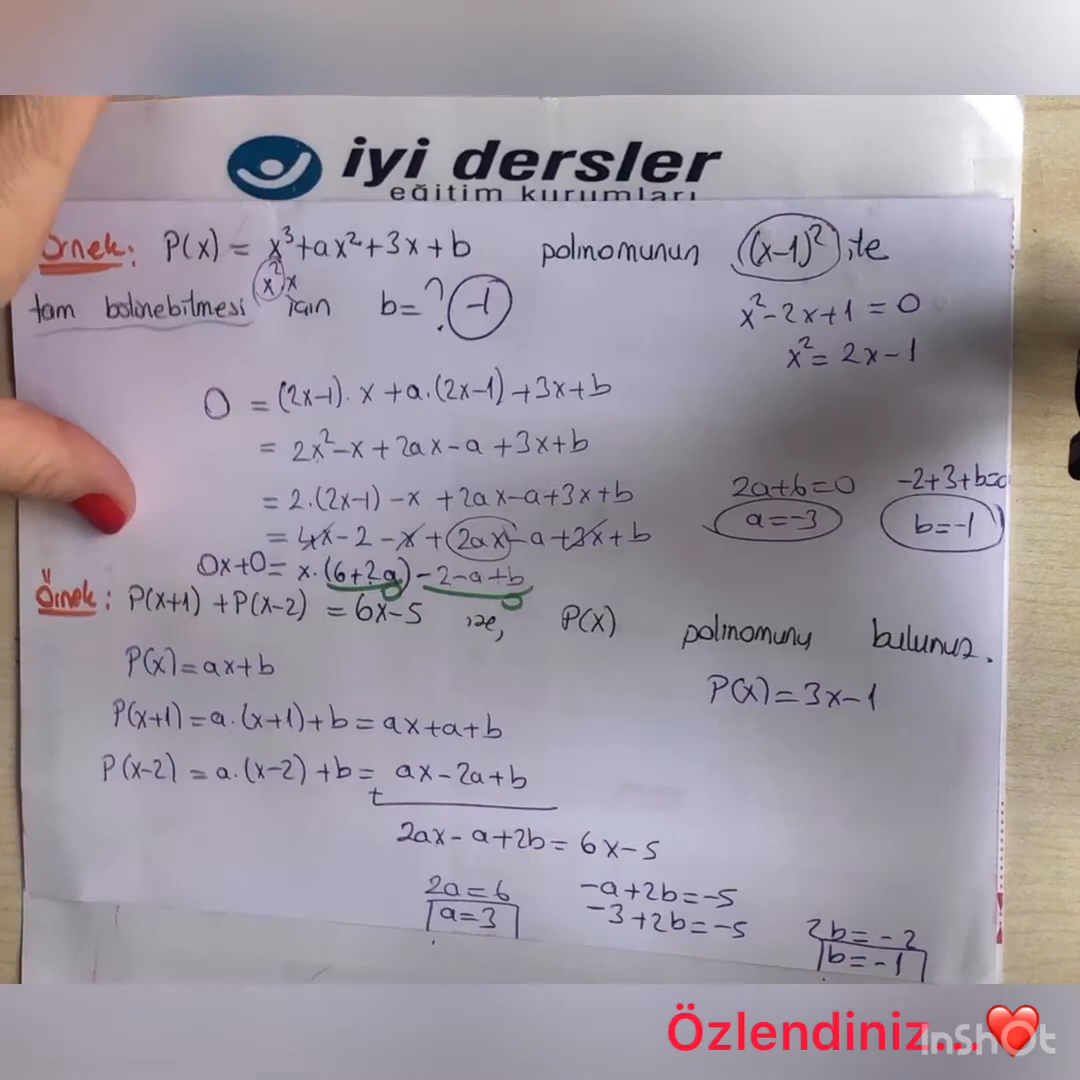 iyi dersler
eğitim kurumları
Örnek: P(x) = x³+ax²+3x+b polinomunun (x-1)² ile
x² x
tam bölünebilmesi için b=? -1
x²-2x+1=0
x²=2x-1
0 = (2x-1).x+a.(2x-1)+3x+b
= 2x²-x+2ax-a+3x+b
= 2.(2x-1)-x+2ax-a+3x+b
= 4x-2-x+2ax-a+3x+b
0x+0= x.(6+2a)-2-a+b
2a+6=0
a=-3
-2+3+b=0
b=-1
Örnek: P(x+1)+P(x-2)=6x-5 ise, P(x) polinomunu bulunuz.
P(x)=ax+b
P(x)=3x-1
P(x+1)=a.(x+1)+b=ax+a+b
P(x-2)=a.(x-2)+b= ax-2a+b
+
2ax-a+2b=6x-5
2a=6
a=3
-a+2b=-5
-3+2b=-5
2b=-2
b=-1
Özlendiniz...❤️
InShOt